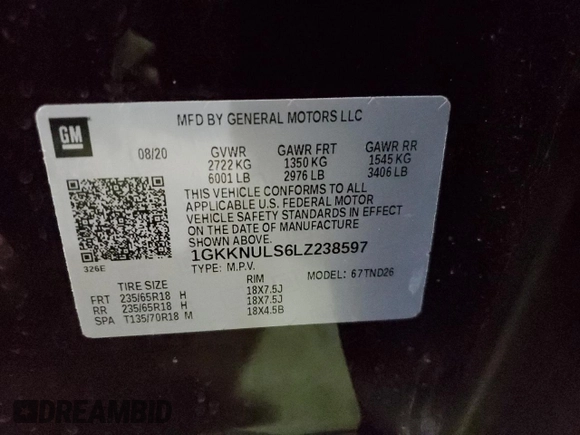 GM
MFD BY GENERAL MOTORS LLC
08/20 GVWR GAWR FRT GAWR RR
2722 KG 1350 KG 1545 KG
6001 LB 2976 LB 3406 LB
THIS VEHICLE CONFORMS TO ALL
APPLICABLE U.S. FEDERAL MOTOR
VEHICLE SAFETY STANDARDS IN EFFECT
ON THE DATE OF MANUFACTURE
SHOWN ABOVE.
326E
1GKKNULS6LZ238597
TYPE: M.P.V. MODEL: 67TND26
TIRE SIZE RIM
FRT 235/65R18 H 18X7.5J
RR 235/65R18 H 18X7.5J
SPA T135/70R18 M 18X4.5B
DREAMBID